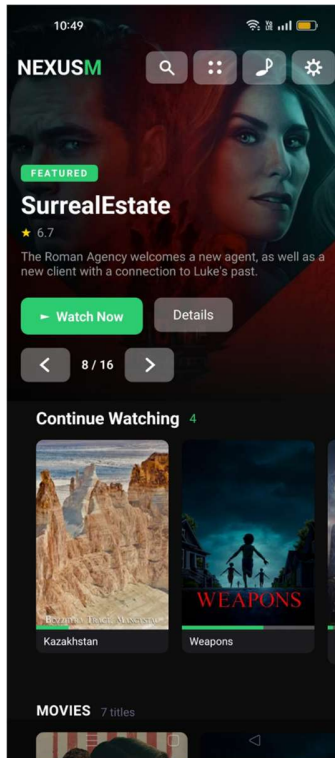 10:49
NEXUSM
FEATURED
SurrealEstate
★ 6.7
The Roman Agency welcomes a new agent, as well as a
new client with a connection to Luke's past.
► Watch Now
Details
8 / 16
Continue Watching 4
WEAPONS
Kazakhstan
Weapons
MOVIES 7 titles